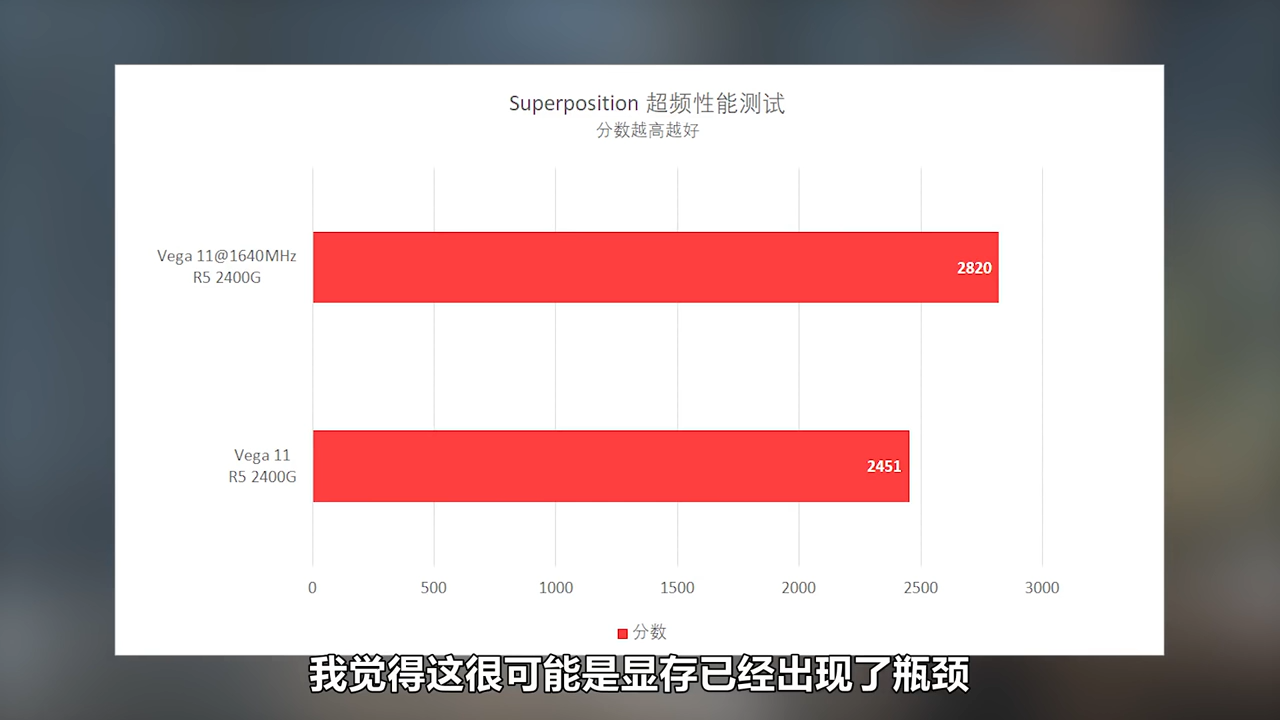 Superposition 超频性能测试
分数越高越好
Vega 11@1640MHz
R5 2400G
2820
Vega 11
R5 2400G
2451
0 500 1000 1500 2000 2500 3000
分数
我觉得这很可能是显存已经出现了瓶颈